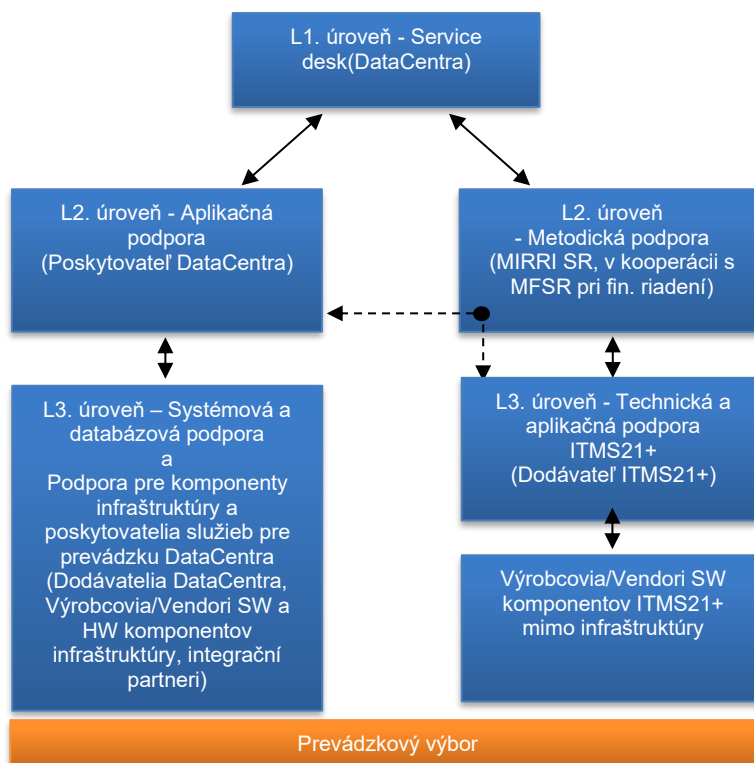 L1. úroveň - Service
desk(DataCentra)
L2. úroveň - Aplikačná
podpora
(Poskytovateľ DataCentra)
L2. úroveň
- Metodická podpora
(MIRRI SR, v kooperácii s
MFSR pri fin. riadení)
L3. úroveň – Systémová a
databázová podpora
a
Podpora pre komponenty
infraštruktúry a
poskytovatelia služieb pre
prevádzku DataCentra
(Dodávatelia DataCentra,
Výrobcovia/Vendori SW a
HW komponentov
infraštruktúry, integrační
partneri)
L3. úroveň - Technická a
aplikačná podpora
ITMS21+
(Dodávateľ ITMS21+)
Výrobcovia/Vendori SW
komponentov ITMS21+
mimo infraštruktúry
Prevádzkový výbor